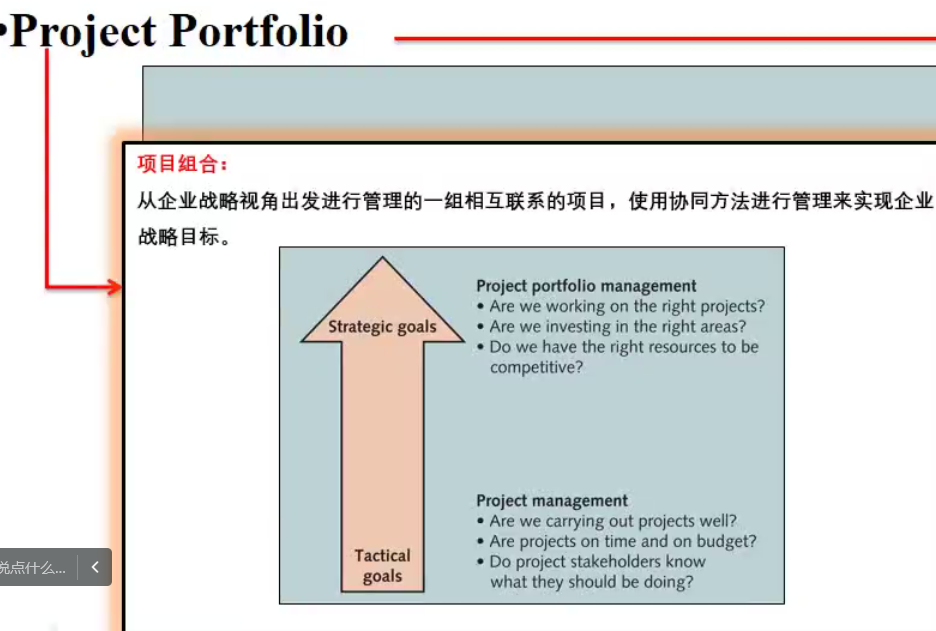 •Project Portfolio
项目组合：
从企业战略视角出发进行管理的一组相互联系的项目，使用协同方法进行管理来实现企业
战略目标。
Strategic goals
Project portfolio management
• Are we working on the right projects?
• Are we investing in the right areas?
• Do we have the right resources to be
competitive?
Tactical
goals
Project management
• Are we carrying out projects well?
• Are projects on time and on budget?
• Do project stakeholders know
what they should be doing?
说点什么...